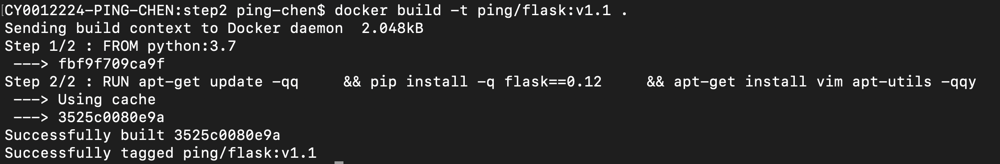 [CY0012224-PING-CHEN:step2 ping-chen$ docker build -t ping/flask:v1.1 .
Sending build context to Docker daemon  2.048kB
Step 1/2 : FROM python:3.7
 ---> fbf9f709ca9f
Step 2/2 : RUN apt-get update -qq     && pip install -q flask==0.12     && apt-get install vim apt-utils -qqy
 ---> Using cache
 ---> 3525c0080e9a
Successfully built 3525c0080e9a
Successfully tagged ping/flask:v1.1